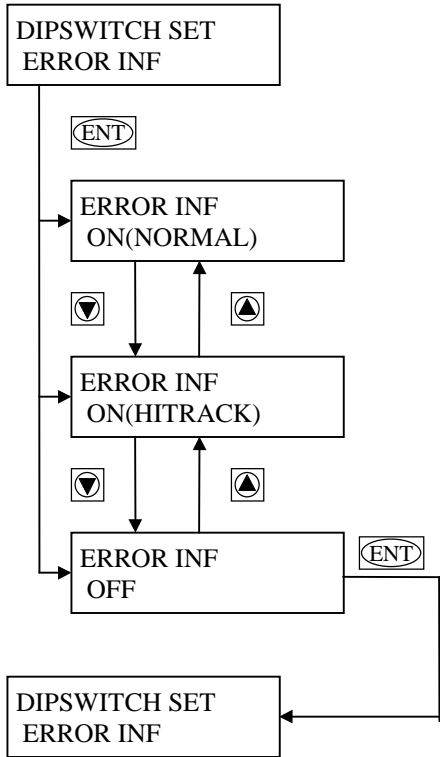 DIPSWITCH SET
ERROR INF
ENT
ERROR INF
ON(NORMAL)
ERROR INF
ON(HITRACK)
ERROR INF
OFF
ENT
DIPSWITCH SET
ERROR INF